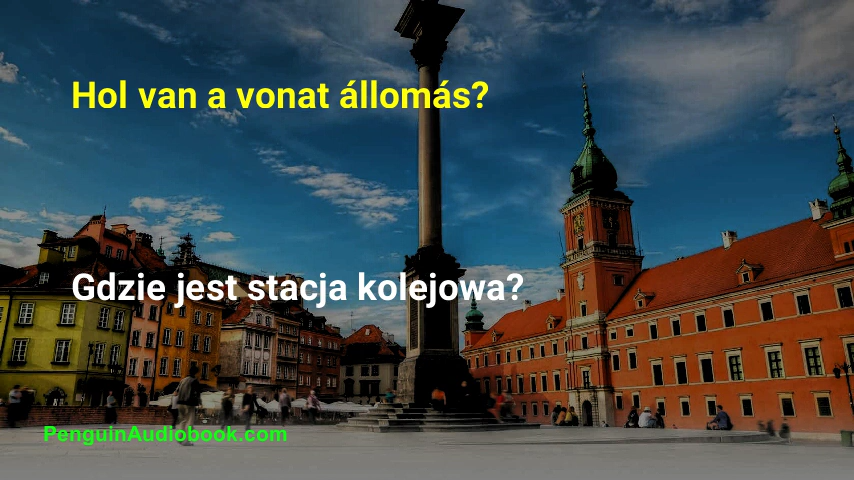 Hol van a vonat állomás?
Gdzie jest stacja kolejowa?
PenguinAudiobook.com